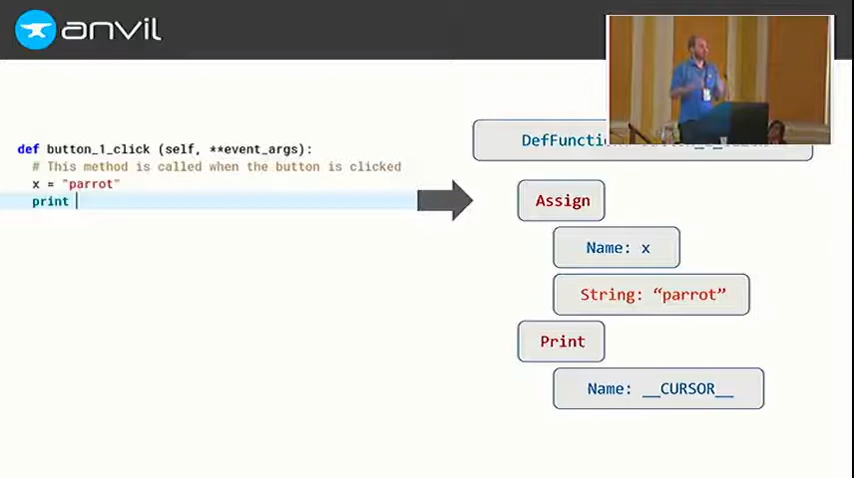 anvil
def button_1_click (self, **event_args):
# This method is called when the button is clicked
x = "parrot"
print
Assign
Name: x
String: “parrot”
Print
Name: __CURSOR__